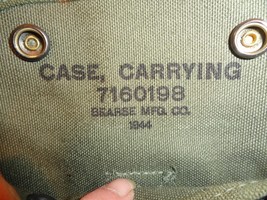 CASE, CARRYING
7160198
BEARSE MFG. CO.
1944